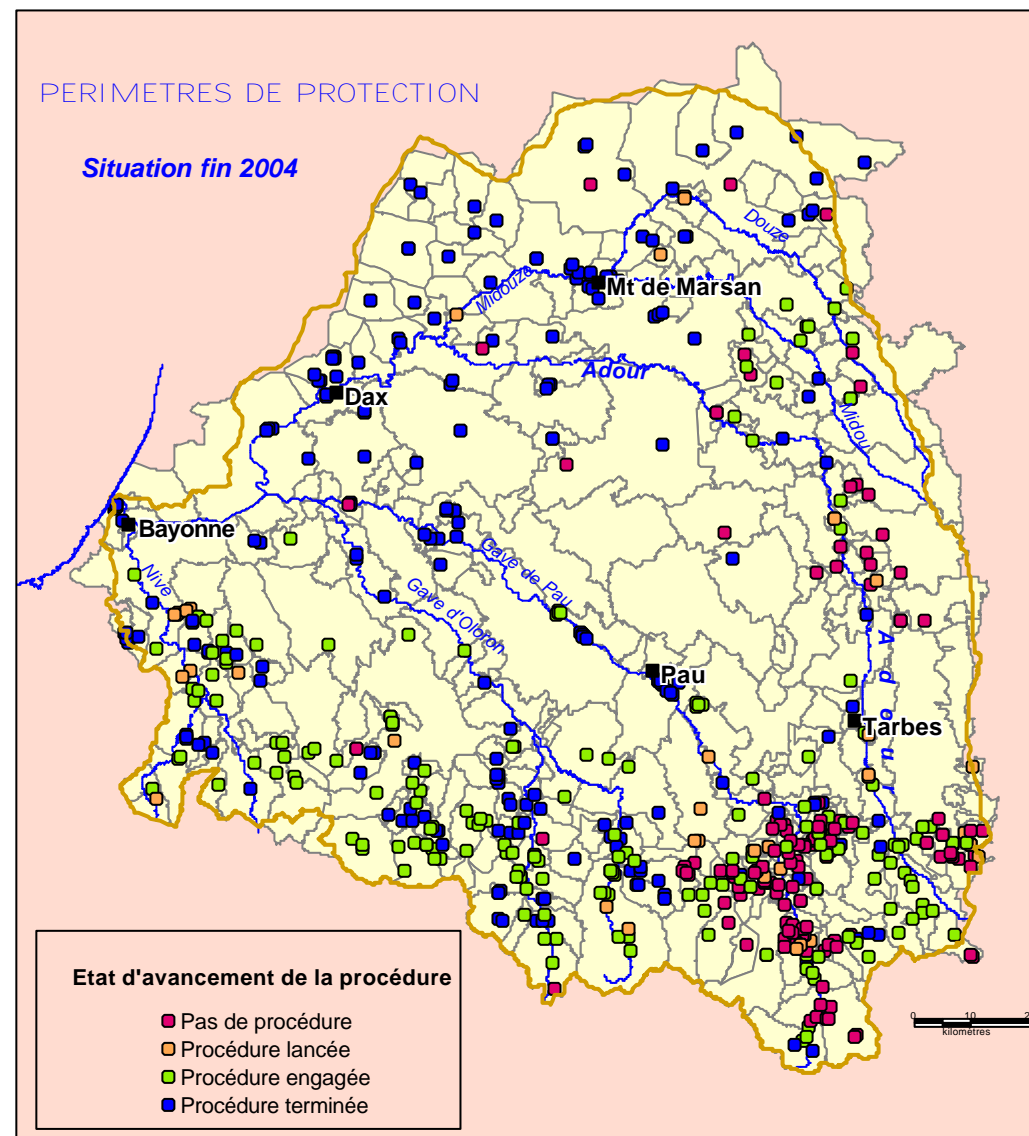 PERIMETRES DE PROTECTION
Situation fin 2004
Douze
Midouze
Mt de Marsan
Adour
Dax
Midou
Bayonne
Nive
Gave de Pau
Gave d'Oloron
Pau
Adour
Tarbes
Etat d'avancement de la procédure
Pas de procédure
Procédure lancée
Procédure engagée
Procédure terminée
0 10 2
kilomètres